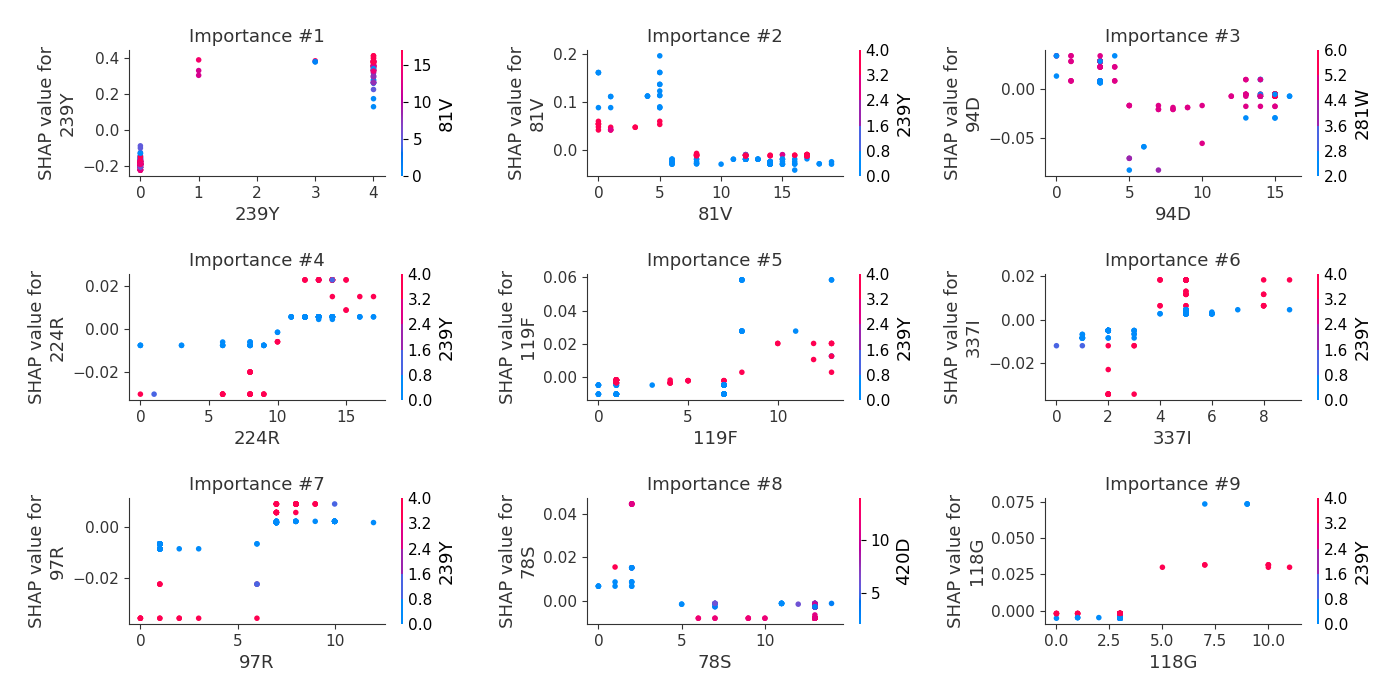 Importance #1
SHAP value for
239Y
0.4
0.2
0.0
−0.2
0
1
2
3
4
239Y
15
10
5
0
81V
Importance #2
SHAP value for
81V
0.2
0.1
0.0
0
5
10
15
81V
4.0
3.2
2.4
1.6
0.8
0.0
239Y
Importance #3
SHAP value for
94D
0.00
−0.05
0
5
10
15
94D
6.0
5.2
4.4
3.6
2.8
2.0
281W
Importance #4
SHAP value for
224R
0.02
0.00
−0.02
0
5
10
15
224R
4.0
3.2
2.4
1.6
0.8
0.0
239Y
Importance #5
SHAP value for
119F
0.06
0.04
0.02
0.00
0
5
10
119F
4.0
3.2
2.4
1.6
0.8
0.0
239Y
Importance #6
SHAP value for
337I
0.02
0.00
−0.02
0
2
4
6
8
337I
4.0
3.2
2.4
1.6
0.8
0.0
239Y
Importance #7
SHAP value for
97R
0.00
−0.02
0
5
10
97R
4.0
3.2
2.4
1.6
0.8
0.0
239Y
Importance #8
SHAP value for
78S
0.04
0.02
0.00
0
5
10
78S
10
5
420D
Importance #9
SHAP value for
118G
0.075
0.050
0.025
0.000
0.0
2.5
5.0
7.5
10.0
118G
4.0
3.2
2.4
1.6
0.8
0.0
239Y